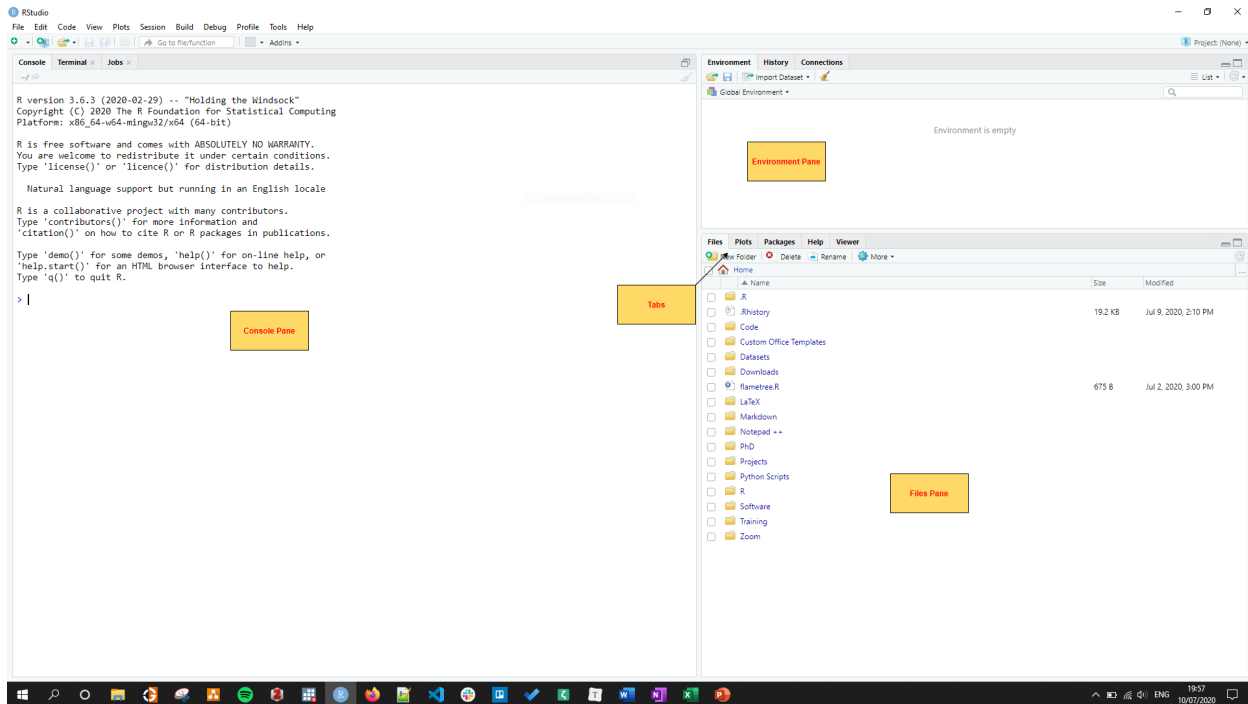 RStudio
File Edit Code View Plots Session Build Debug Profile Tools Help
Go to file/function Addins Project: (None)
Console Terminal Jobs
~/
R version 3.6.3 (2020-02-29) -- "Holding the Windsock"
Copyright (C) 2020 The R Foundation for Statistical Computing
Platform: x86_64-w64-mingw32/x64 (64-bit)
R is free software and comes with ABSOLUTELY NO WARRANTY.
You are welcome to redistribute it under certain conditions.
Type 'license()' or 'licence()' for distribution details.
Natural language support but running in an English locale
R is a collaborative project with many contributors.
Type 'contributors()' for more information and
'citation()' on how to cite R or R packages in publications.
Type 'demo()' for some demos, 'help()' for on-line help, or
'help.start()' for an HTML browser interface to help.
Type 'q()' to quit R.
>
Console Pane
Environment History Connections
Import Dataset List
Global Environment
Environment is empty
Environment Pane
Files Plots Packages Help Viewer
New Folder Delete Rename More
Home
Tabs
Name Size Modified
.R
.Rhistory 19.2 KB Jul 9, 2020, 2:10 PM
Code
Custom Office Templates
Datasets
Downloads
flametree.R 675 B Jul 2, 2020, 3:00 PM
LaTeX
Markdown
Notepad ++
PhD
Projects
Python Scripts
R
Software
Training
Zoom
Files Pane
ENG
19:57
10/07/2020